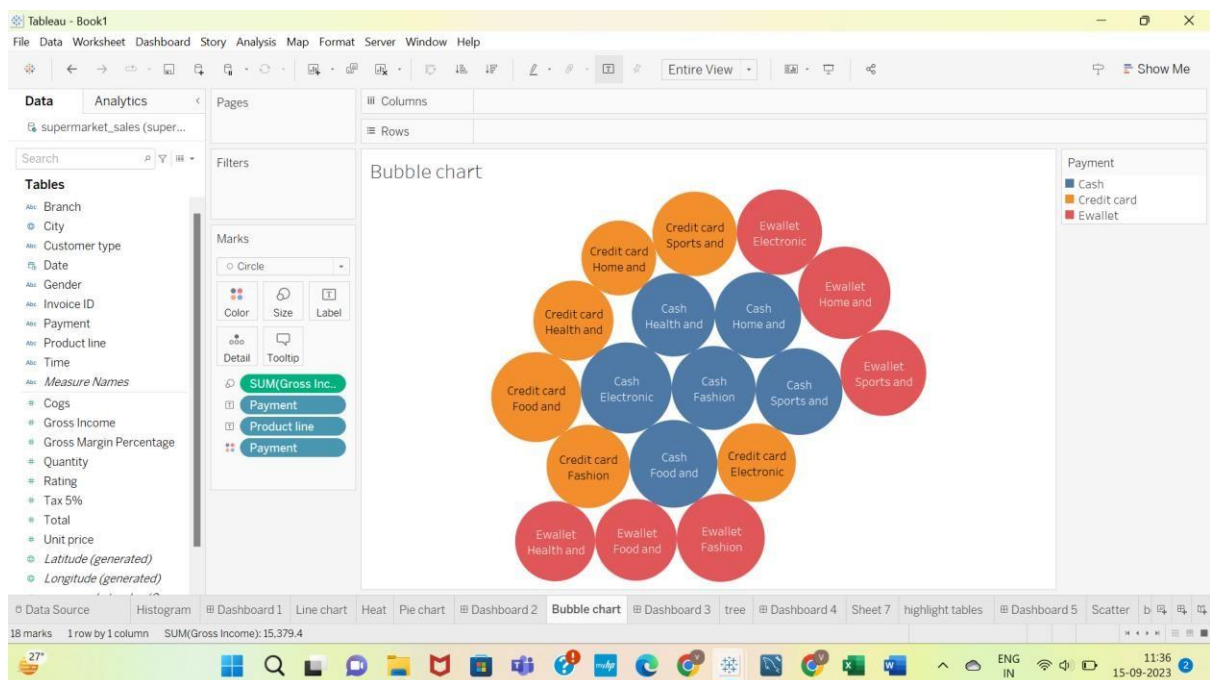 Tableau - Book1
File Data Worksheet Dashboard Story Analysis Map Format Server Window Help
Entire View
Show Me
Data Analytics
supermarket_sales (super...
Search
Tables
Abc Branch
City
Abc Customer type
Date
Abc Gender
Abc Invoice ID
Abc Payment
Abc Product line
Abc Time
Abc Measure Names
# Cogs
# Gross Income
# Gross Margin Percentage
# Quantity
# Rating
# Tax 5%
# Total
# Unit price
Latitude (generated)
Longitude (generated)
Pages
Filters
Marks
Circle
Color Size Label
Detail Tooltip
SUM(Gross Inc..
Payment
Product line
Payment
Columns
Rows
Bubble chart
Credit card
Sports and
Ewallet
Electronic
Credit card
Home and
Ewallet
Home and
Credit card
Health and
Cash
Health and
Cash
Home and
Ewallet
Sports and
Credit card
Food and
Cash
Electronic
Cash
Fashion
Cash
Sports and
Credit card
Fashion
Cash
Food and
Credit card
Electronic
Ewallet
Health and
Ewallet
Food and
Ewallet
Fashion
Payment
Cash
Credit card
Ewallet
Data Source Histogram Dashboard 1 Line chart Heat Pie chart Dashboard 2 Bubble chart Dashboard 3 tree Dashboard 4 Sheet 7 highlight tables Dashboard 5 Scatter b
18 marks 1 row by 1 column SUM(Gross Income): 15,379.4
27°
ENG
IN
11:36
15-09-2023
2